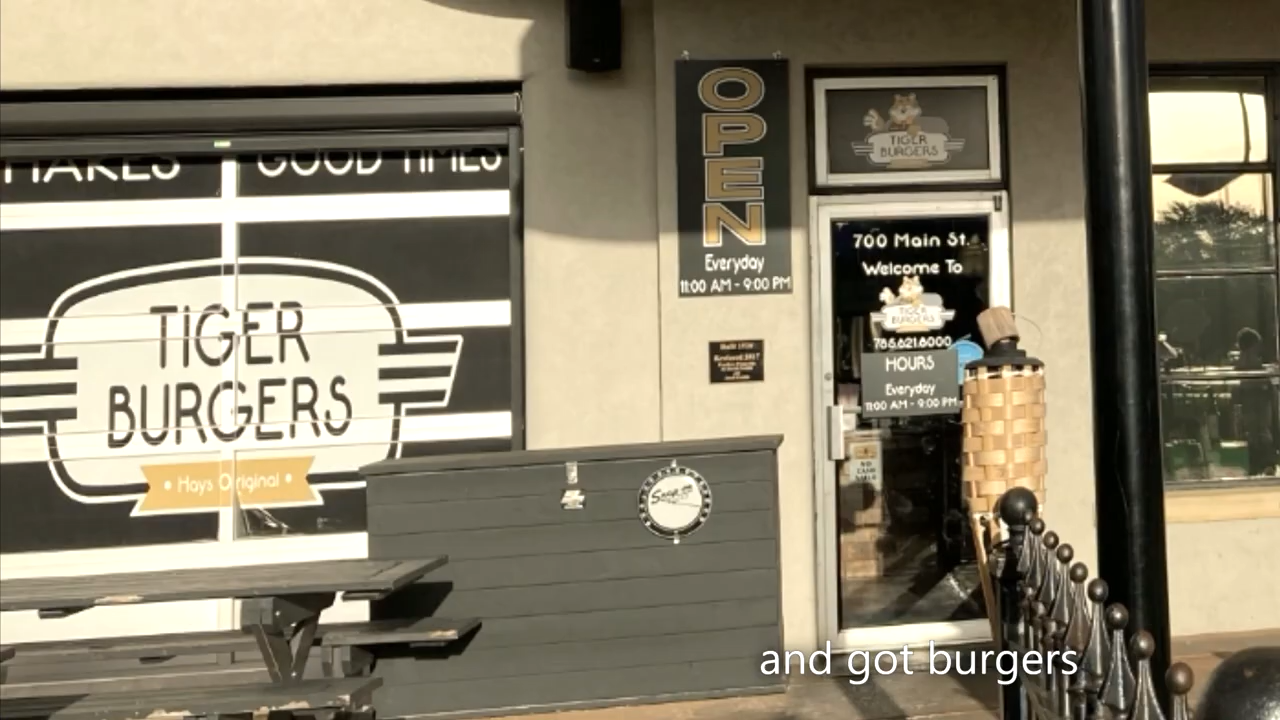 GOOD TIMES
TIGER
BURGERS
• Hays Original •
OPEN
Everyday
11:00 AM - 9:00 PM
TIGER
BURGERS
700 Main St.
Welcome To
TIGER
BURGERS
785.621.8000
HOURS
Everyday
11:00 AM - 9:00 PM
NO
and got burgers